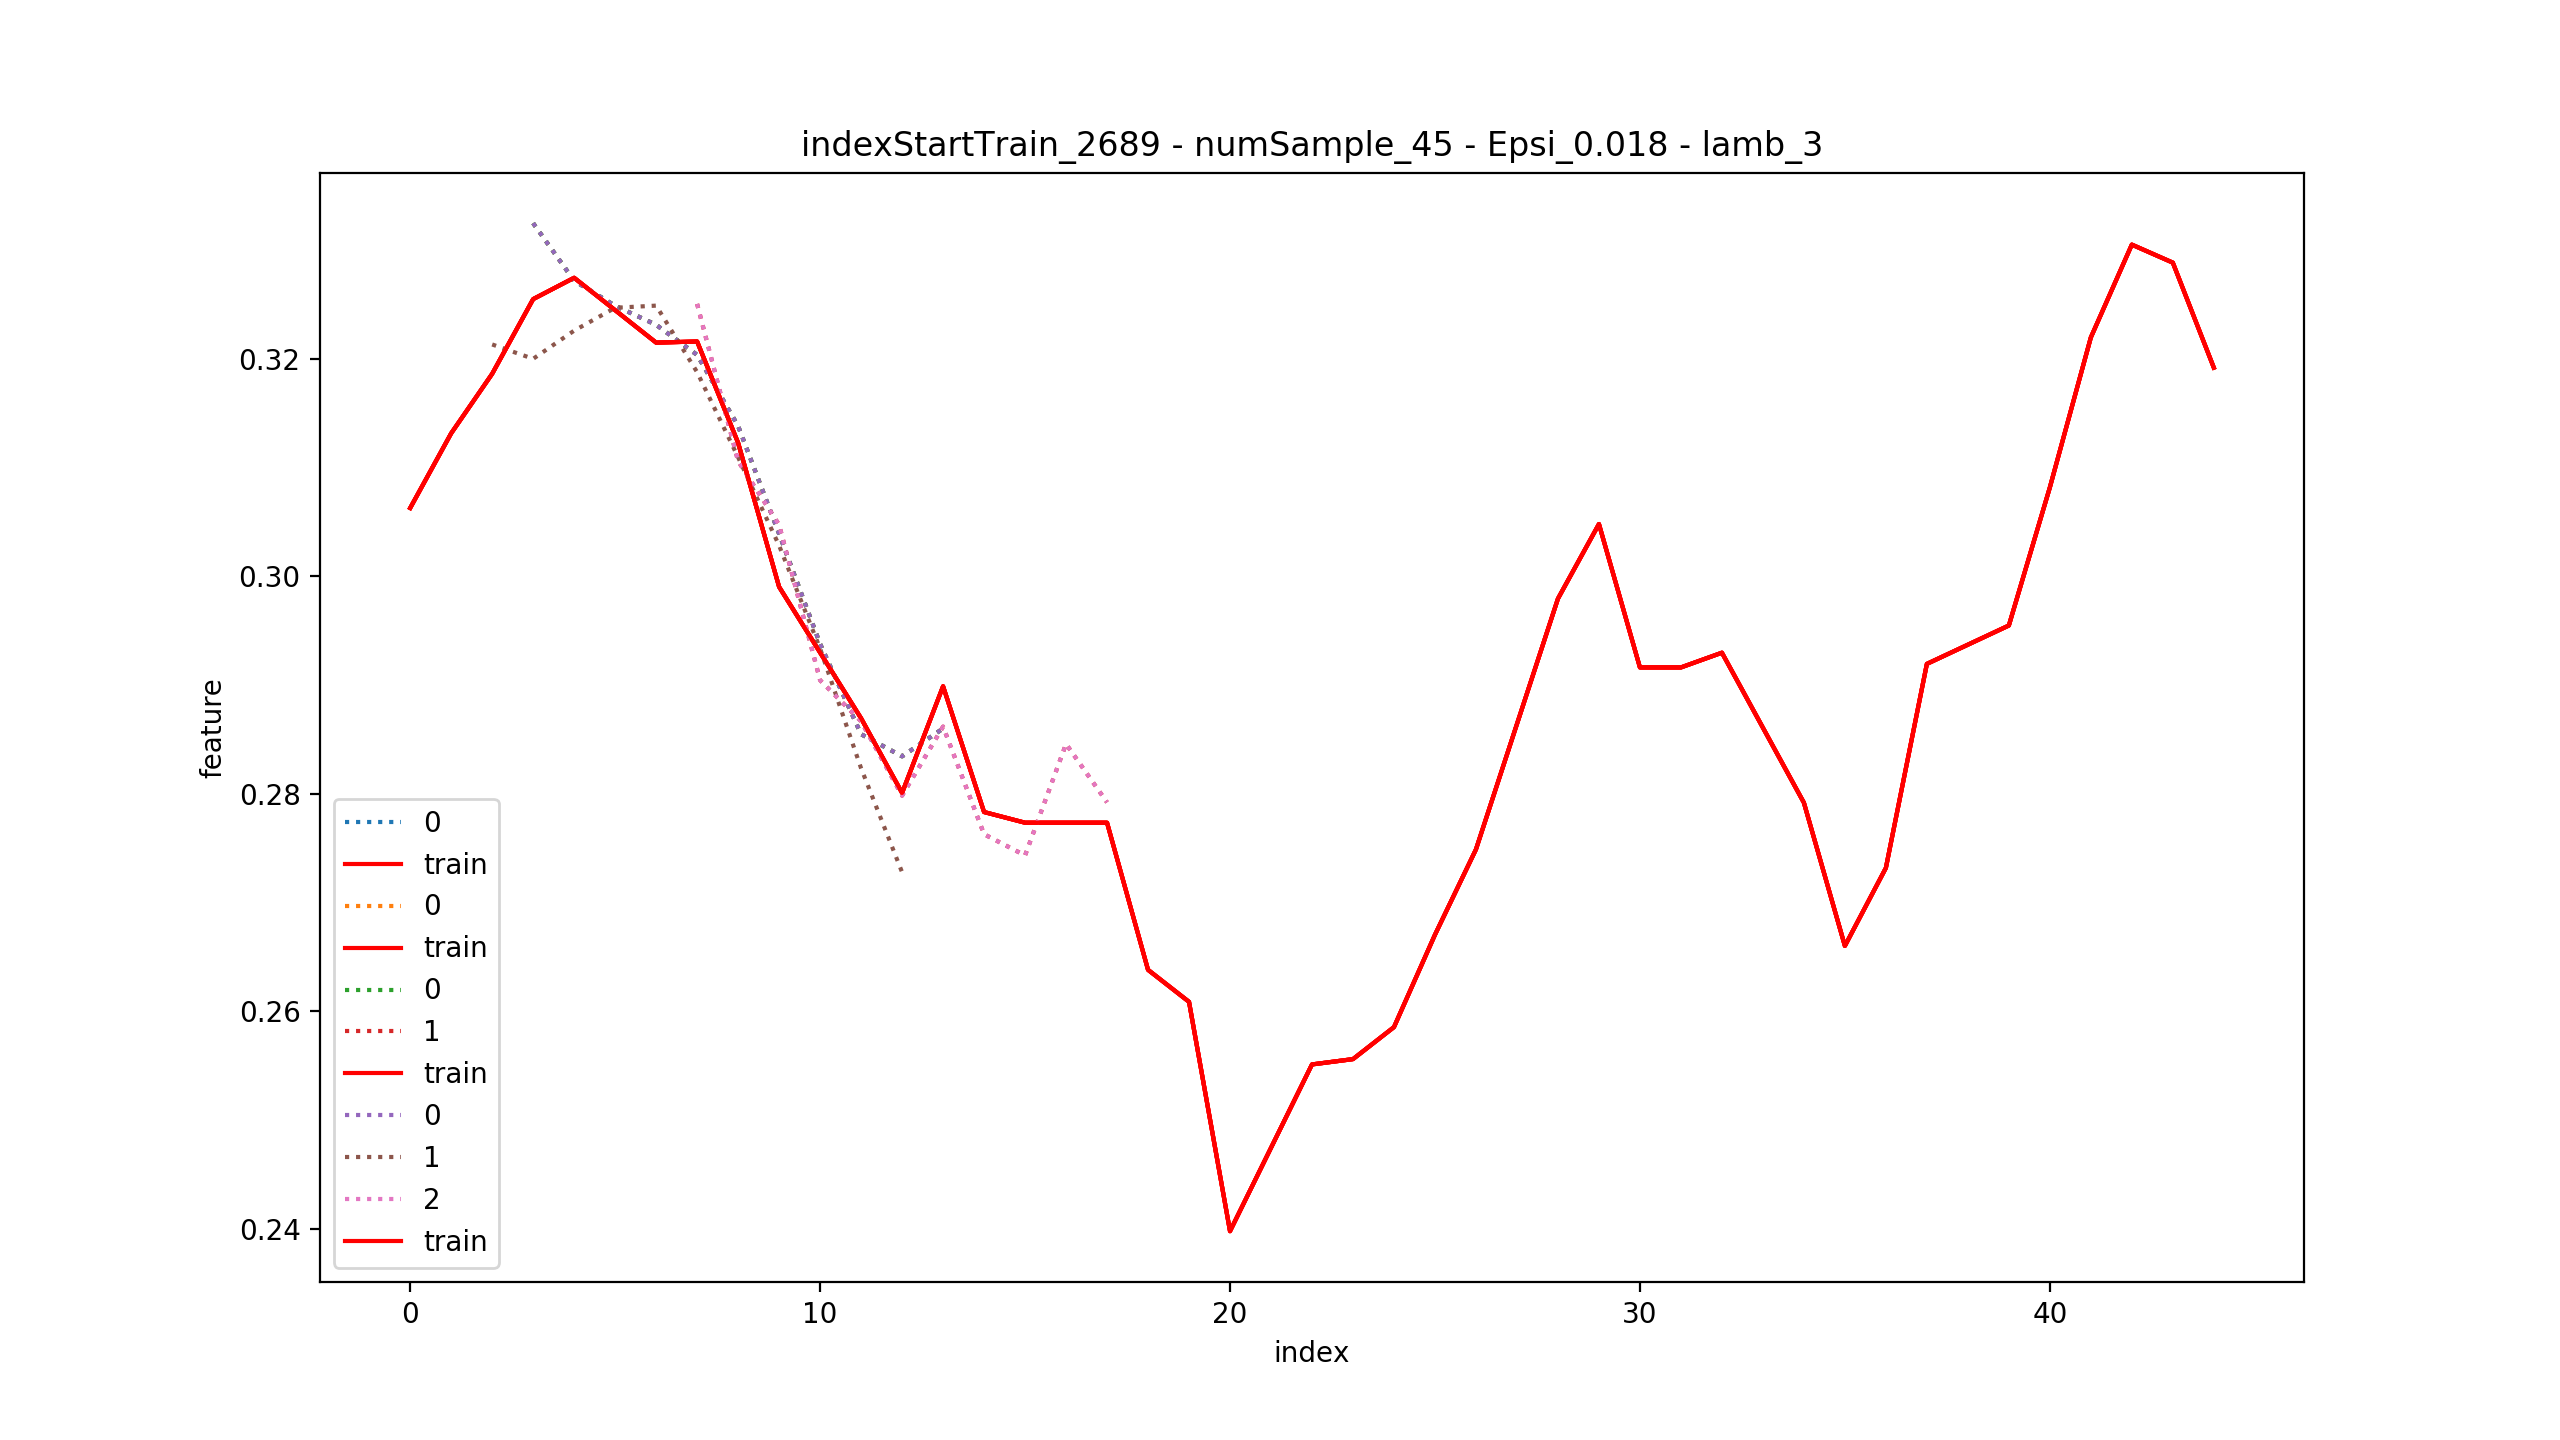 indexStartTrain_2689 - numSample_45 - Epsi_0.018 - lamb_3
feature
0.32
0.30
0.28
0.26
0.24
0
train
0
train
0
1
train
0
1
2
train
0
10
20
30
40
index